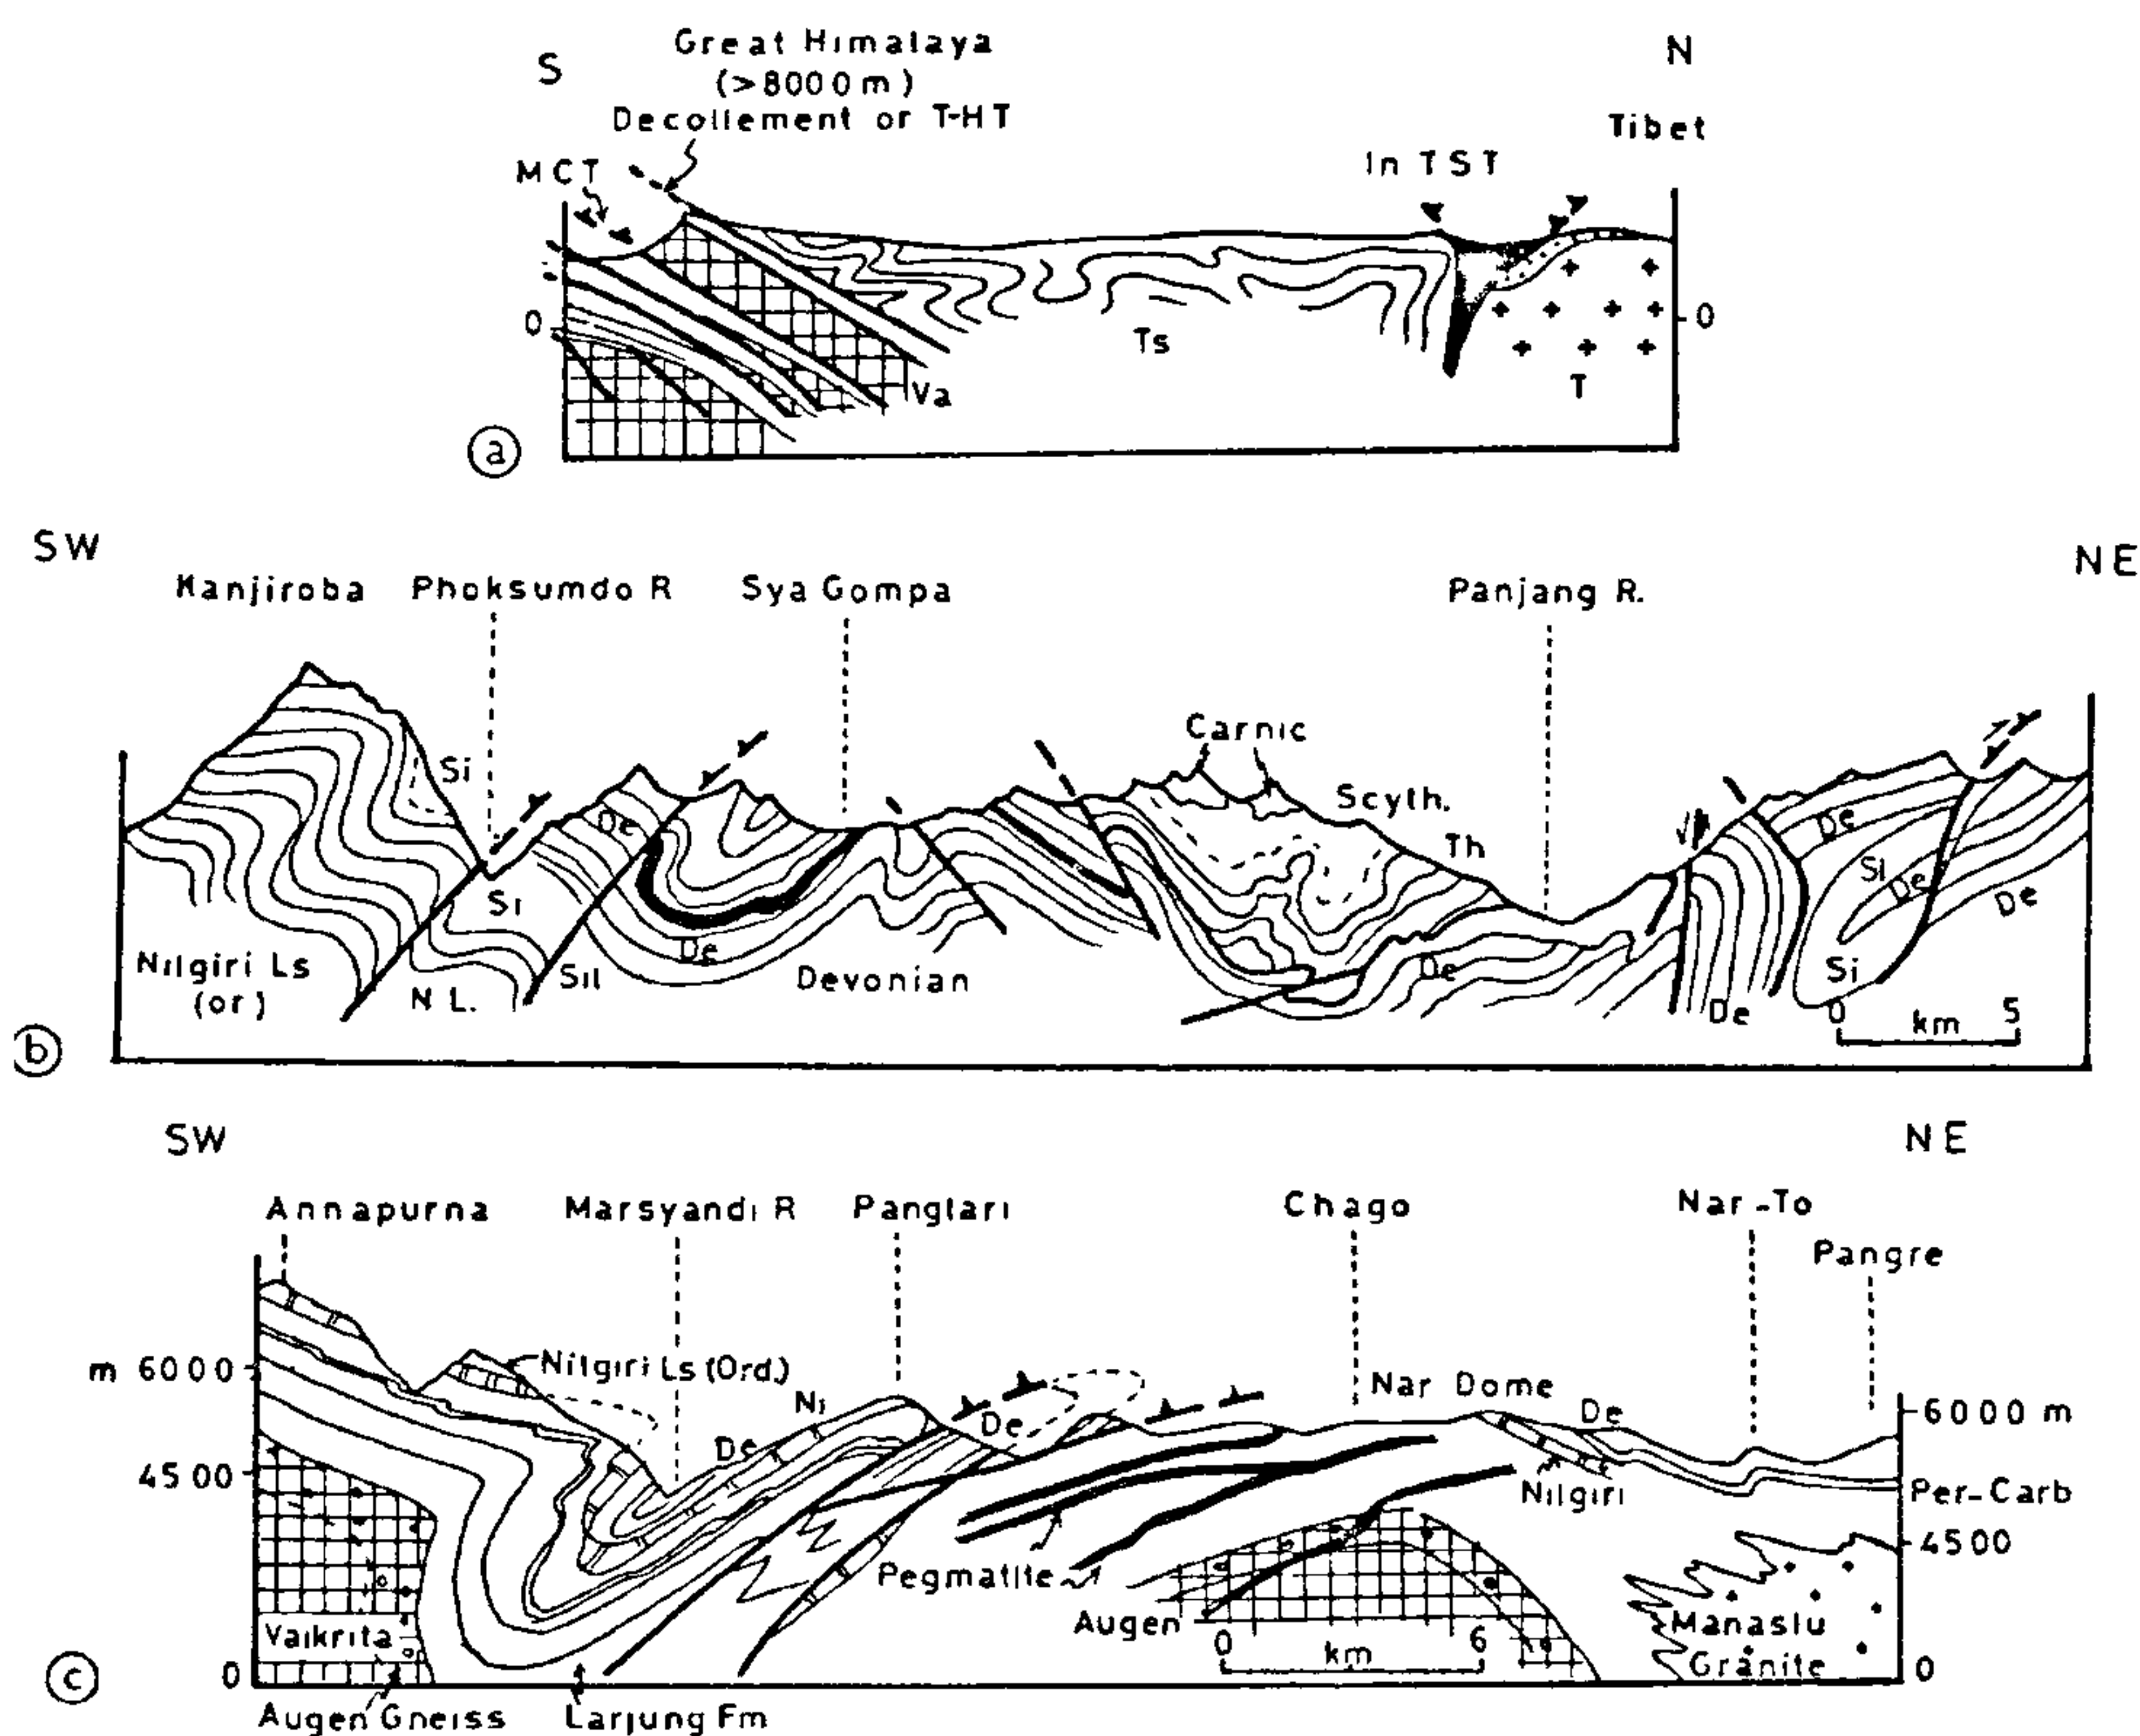 S
Great Himalaya
(>8000m)
Decollement or T-HT
N
Tibet
MCT
In TST
0
0
Ts
T
Va
a
SW
NE
Kanjiroba
Phoksumdo R
Sya Gompa
Panjang R.
Carnic
Si
Scyth.
De
Th
De
Si
Si
De
De
Nilgiri Ls
(or)
N L.
Sil
De
Devonian
De
Si
De
0 km 5
b
SW
NE
Annapurna
Marsyandi R
Panglari
Chago
Nar-To
Pangre
m 6000
Nilgiri Ls (Ord.)
Ni
De
De
Nar Dome
De
6000 m
4500
Nilgiri
Per-Carb
4500
Pegmatite
Augen
0 km 6
Manaslu
Granite
Vaikrita
0
0
c
Augen Gneiss
Larjung Fm